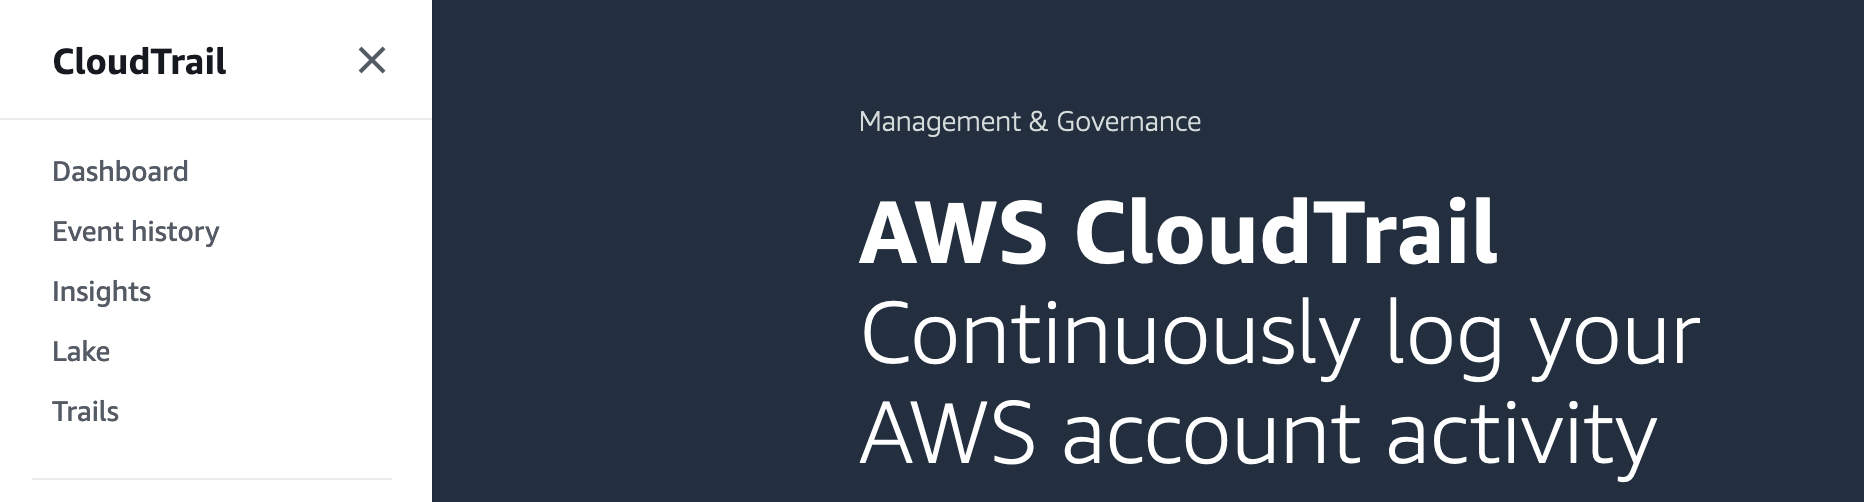 CloudTrail
Dashboard
Event history
Insights
Lake
Trails
Management & Governance
AWS CloudTrail
Continuously log your
AWS account activity